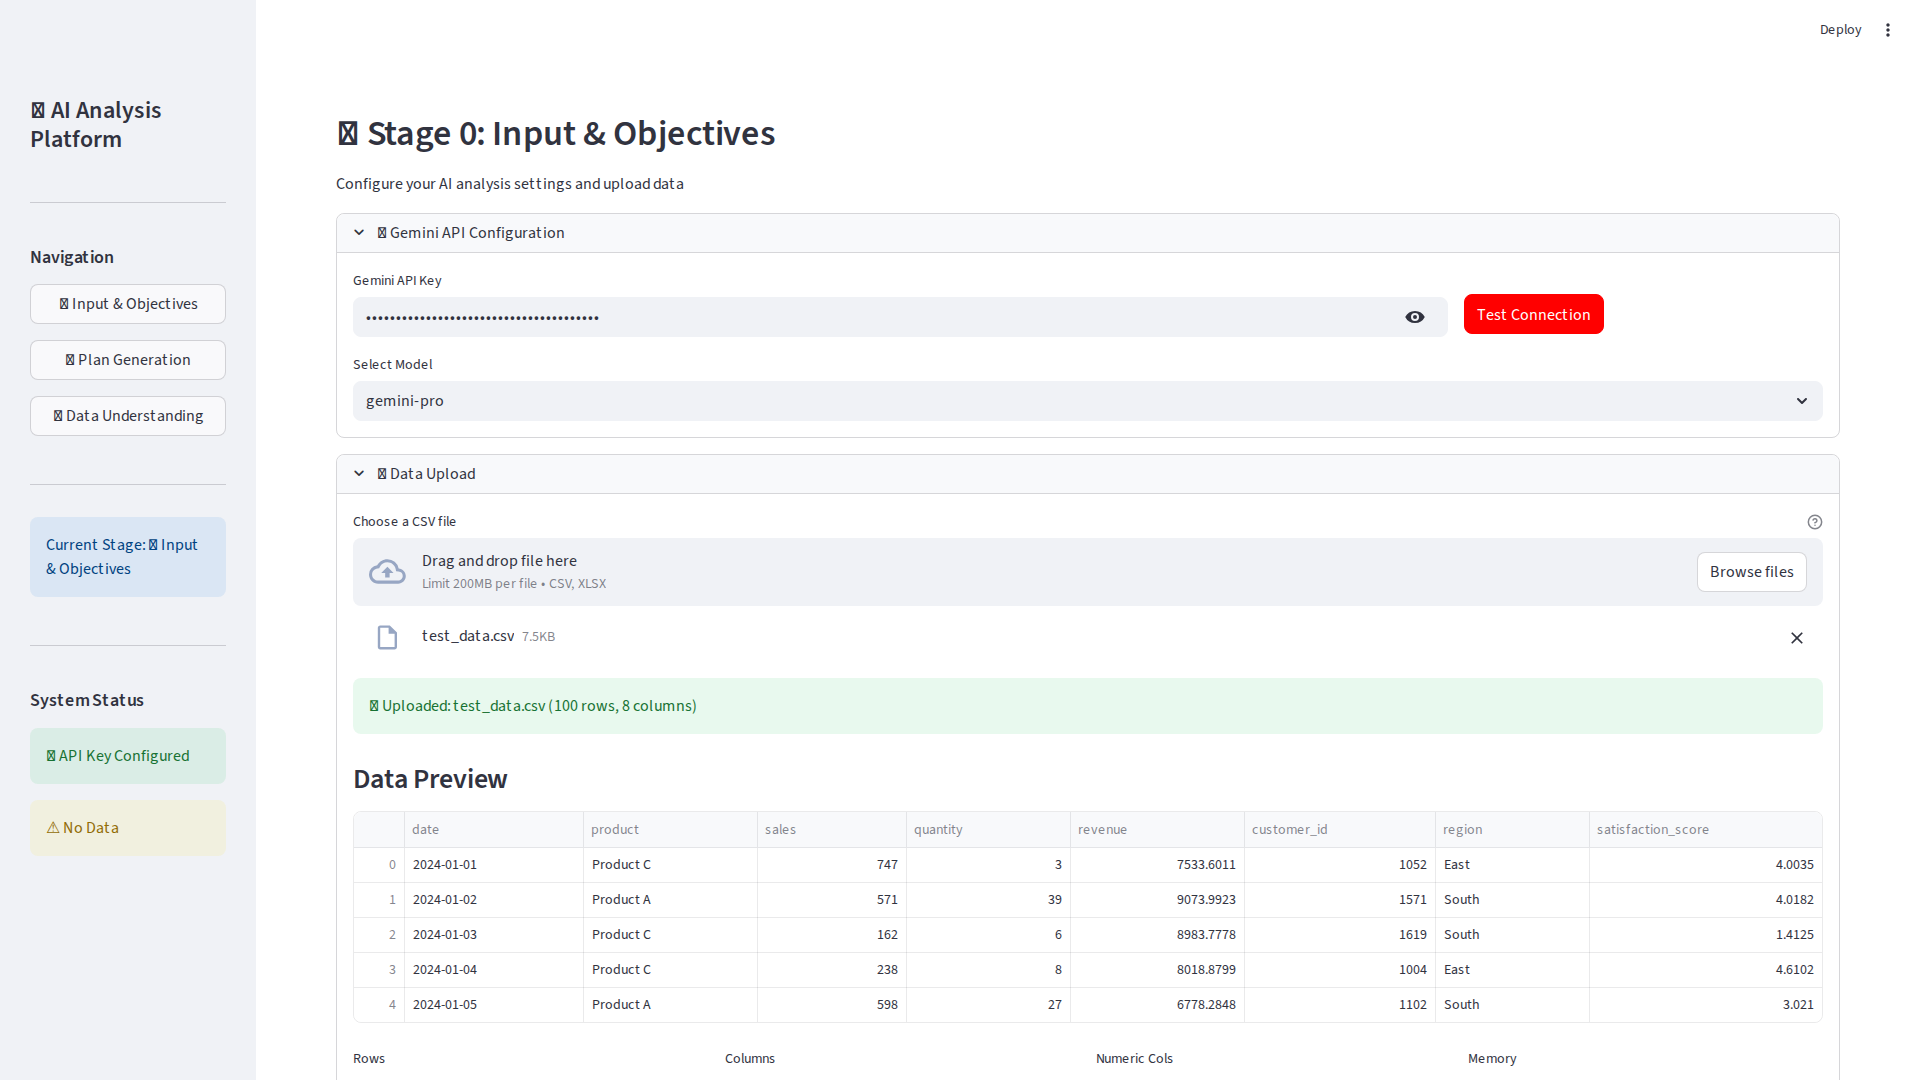 Deploy
AI Analysis
Platform
Navigation
Input & Objectives
Plan Generation
Data Understanding
Current Stage: Input
& Objectives
System Status
API Key Configured
⚠ No Data
Stage 0: Input & Objectives
Configure your AI analysis settings and upload data
Gemini API Configuration
Gemini API Key
•••••••••••••••••••••••••••••••••••••••
Test Connection
Select Model
gemini-pro
Data Upload
Choose a CSV file
Drag and drop file here
Limit 200MB per file • CSV, XLSX
Browse files
test_data.csv 7.5KB
Uploaded: test_data.csv (100 rows, 8 columns)
Data Preview
date product sales quantity revenue customer_id region satisfaction_score
0 2024-01-01 Product C 747 3 7533.6011 1052 East 4.0035
1 2024-01-02 Product A 571 39 9073.9923 1571 South 4.0182
2 2024-01-03 Product C 162 6 8983.7778 1619 South 1.4125
3 2024-01-04 Product C 238 8 8018.8799 1004 East 4.6102
4 2024-01-05 Product A 598 27 6778.2848 1102 South 3.021
Rows Columns Numeric Cols Memory